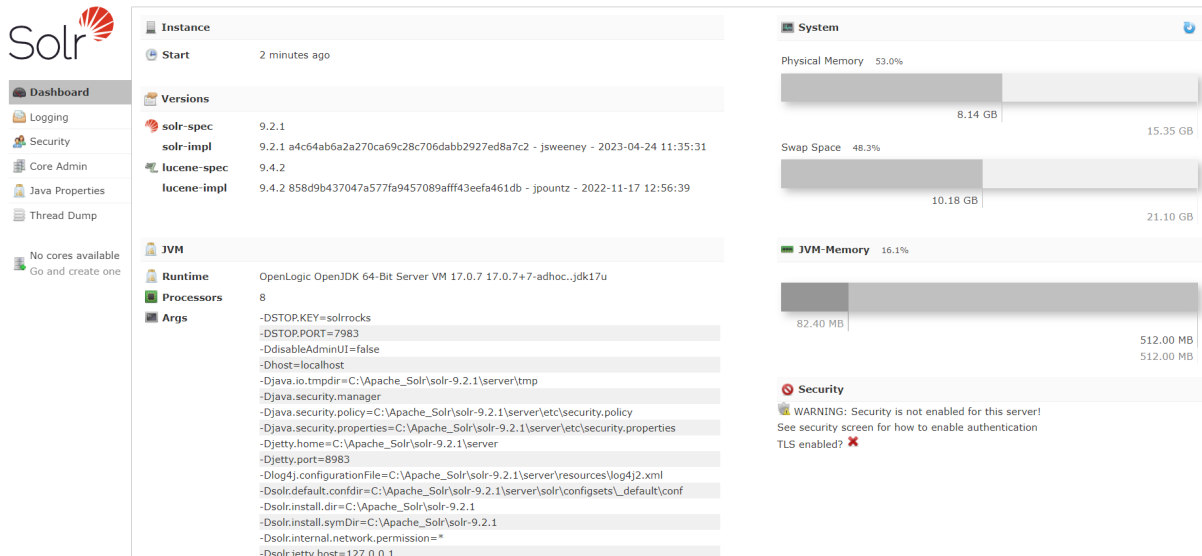 Solr
Dashboard
Logging
Security
Core Admin
Java Properties
Thread Dump
No cores available
Go and create one
Instance
Start 2 minutes ago
Versions
solr-spec 9.2.1
solr-impl 9.2.1 a4c64ab6a2a270ca69c28c706dabb2927ed8a7c2 - jsweeney - 2023-04-24 11:35:31
lucene-spec 9.4.2
lucene-impl 9.4.2 858d9b437047a577fa9457089afff43eefa461db - jpountz - 2022-11-17 12:56:39
JVM
Runtime OpenLogic OpenJDK 64-Bit Server VM 17.0.7 17.0.7+7-adhoc..jdk17u
Processors 8
Args -DSTOP.KEY=solrrocks
-DSTOP.PORT=7983
-DdisableAdminUI=false
-Dhost=localhost
-Djava.io.tmpdir=C:\Apache_Solr\solr-9.2.1\server\tmp
-Djava.security.manager
-Djava.security.policy=C:\Apache_Solr\solr-9.2.1\server\etc\security.policy
-Djava.security.properties=C:\Apache_Solr\solr-9.2.1\server\etc\security.properties
-Djetty.home=C:\Apache_Solr\solr-9.2.1\server
-Djetty.port=8983
-Dlog4j.configurationFile=C:\Apache_Solr\solr-9.2.1\server\resources\log4j2.xml
-Dsolr.default.confdir=C:\Apache_Solr\solr-9.2.1\server\solr\configsets\_default\conf
-Dsolr.install.dir=C:\Apache_Solr\solr-9.2.1
-Dsolr.install.symDir=C:\Apache_Solr\solr-9.2.1
-Dsolr.internal.network.permission=*
-Dsolr.jetty.host=127.0.0.1
System
Physical Memory 53.0%
8.14 GB
15.35 GB
Swap Space 48.3%
10.18 GB
21.10 GB
JVM-Memory 16.1%
82.40 MB
512.00 MB
512.00 MB
Security
WARNING: Security is not enabled for this server!
See security screen for how to enable authentication
TLS enabled?